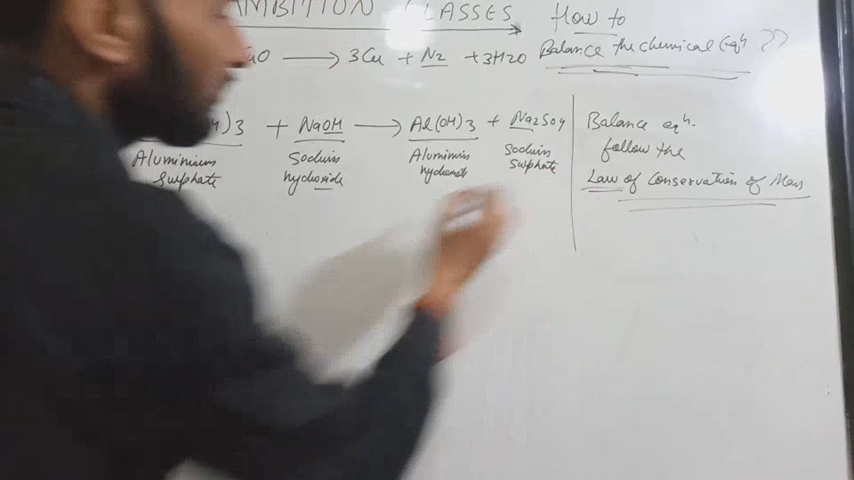 AMBITION CLASSES
How to
Balance the chemical eqⁿ ??
uO ⟶ 3Cu + N2 + 3H2O
)3 + NaOH ⟶ Al(OH)3 + Na2SO4
Aluminium Sulphate
Sodium hydroxide
Aluminium
Sodium Sulphate
Balance eqⁿ.
follow the
Law of Conservation of Mass